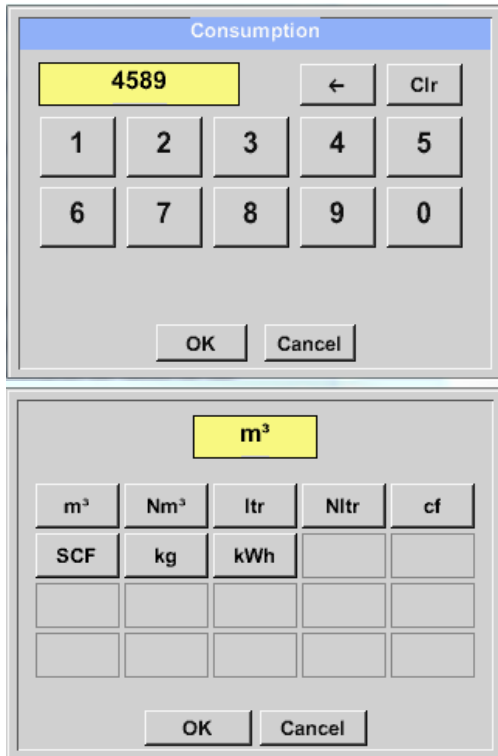 Consumption
4589 ← Clr
1 2 3 4 5
6 7 8 9 0
OK Cancel
m³
m³ Nm³ ltr Nltr cf
SCF kg kWh
OK Cancel